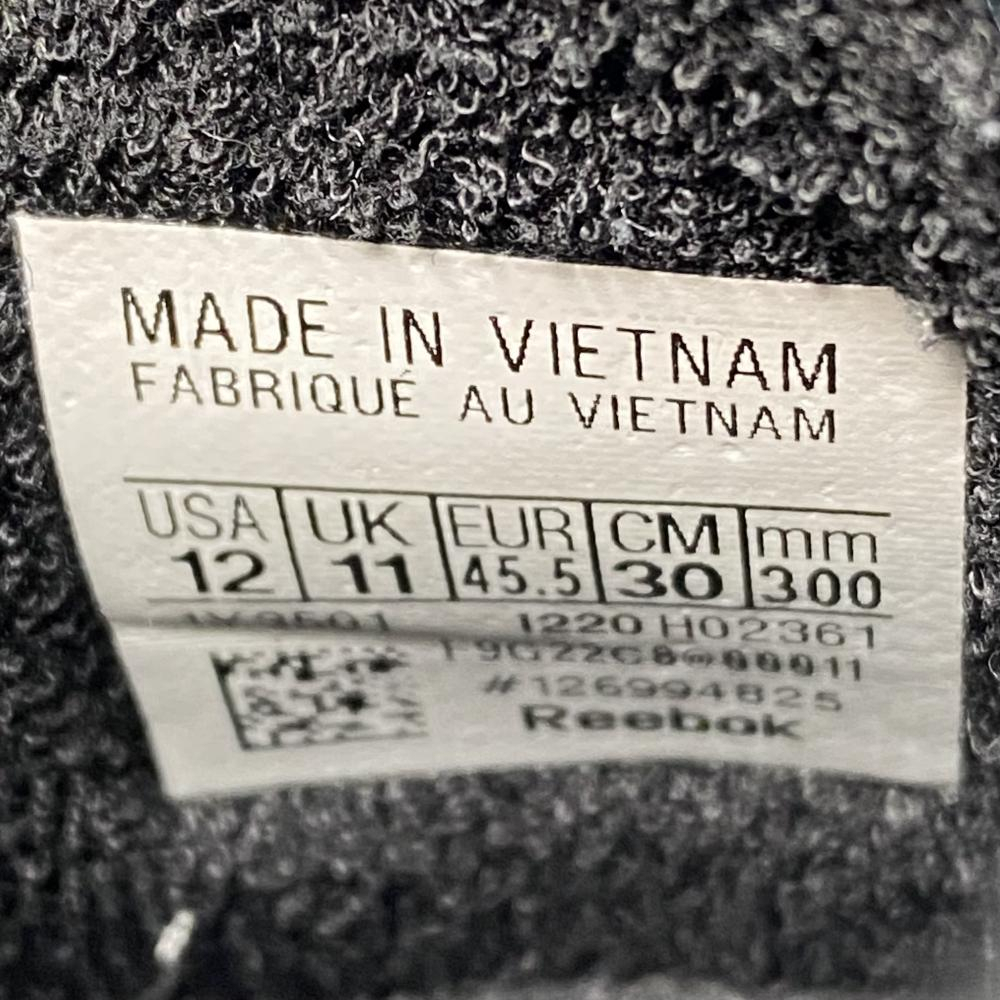 MADE IN VIETNAM
FABRIQUÉ AU VIETNAM
USA UK EUR CM mm
12 11 45.5 30 300
1220 H02361
#126994825
Reebok